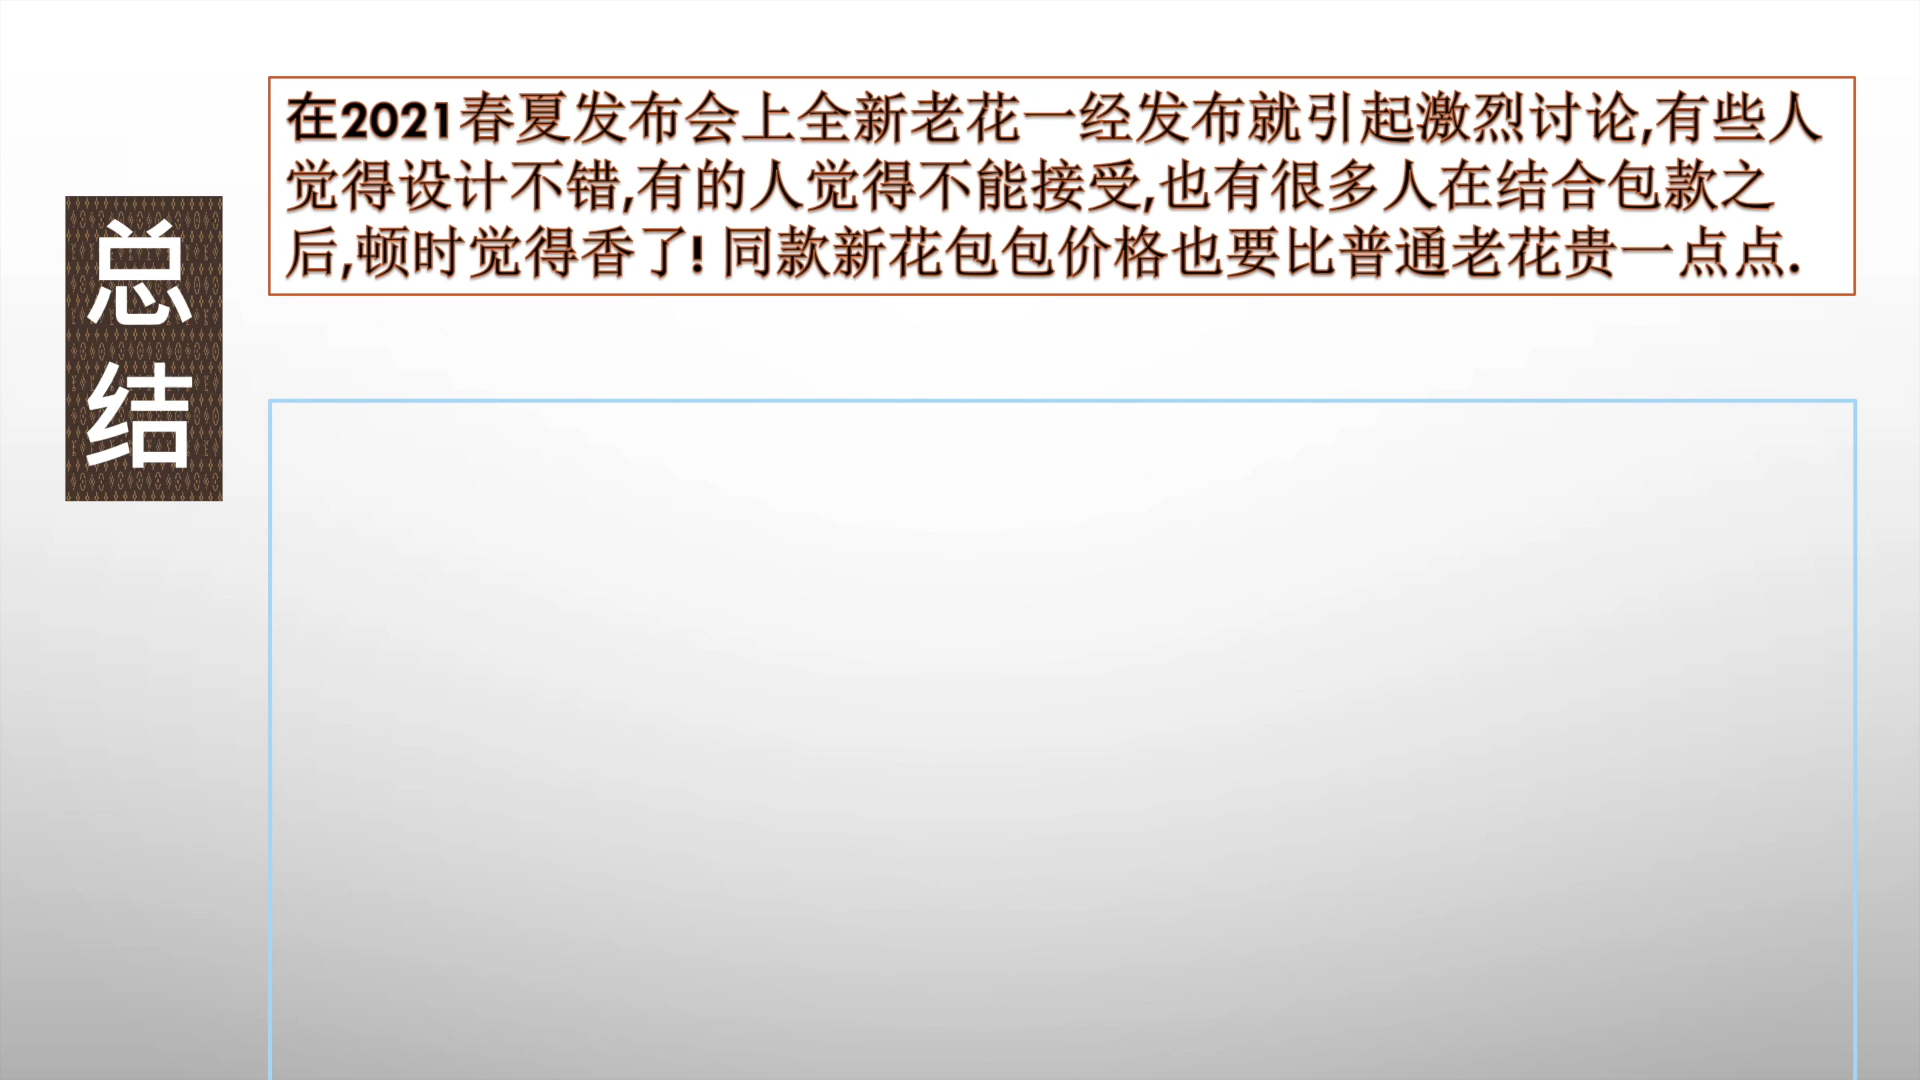 总
结
在2021春夏发布会上全新老花一经发布就引起激烈讨论,有些人
觉得设计不错,有的人觉得不能接受,也有很多人在结合包款之
后,顿时觉得香了! 同款新花包包价格也要比普通老花贵一点点.